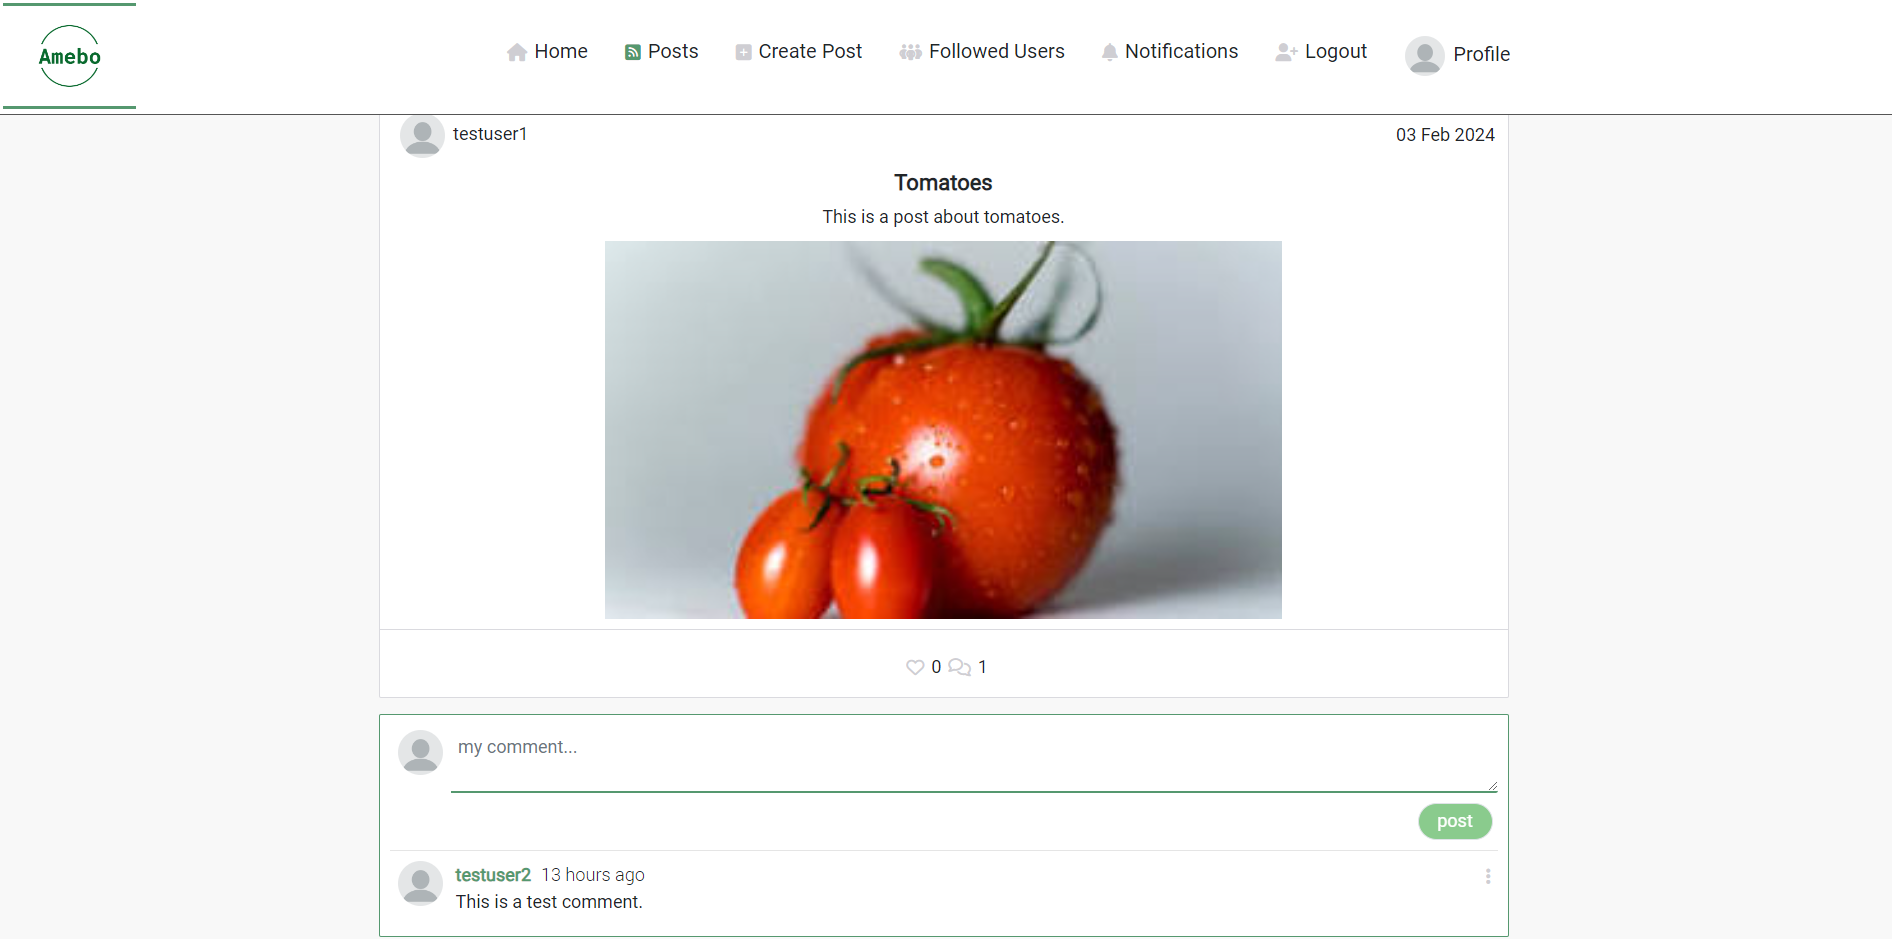 Amebo
Home Posts Create Post Followed Users Notifications Logout Profile
testuser1 03 Feb 2024
Tomatoes
This is a post about tomatoes.
0 1
my comment...
post
testuser2 13 hours ago
This is a test comment.